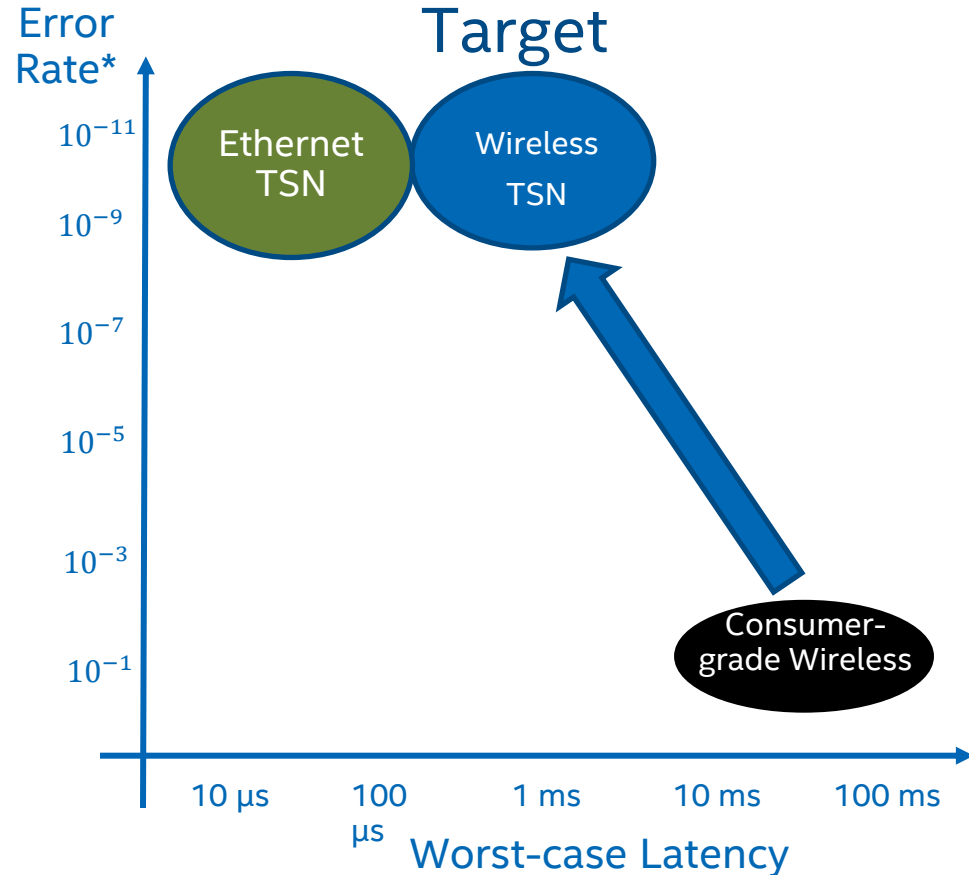 Error
Rate*
Target
10⁻¹¹
Ethernet
TSN
Wireless
TSN
10⁻⁹
10⁻⁷
10⁻⁵
10⁻³
Consumer-
grade Wireless
10⁻¹
10 µs
100
µs
1 ms
10 ms
100 ms
Worst-case Latency